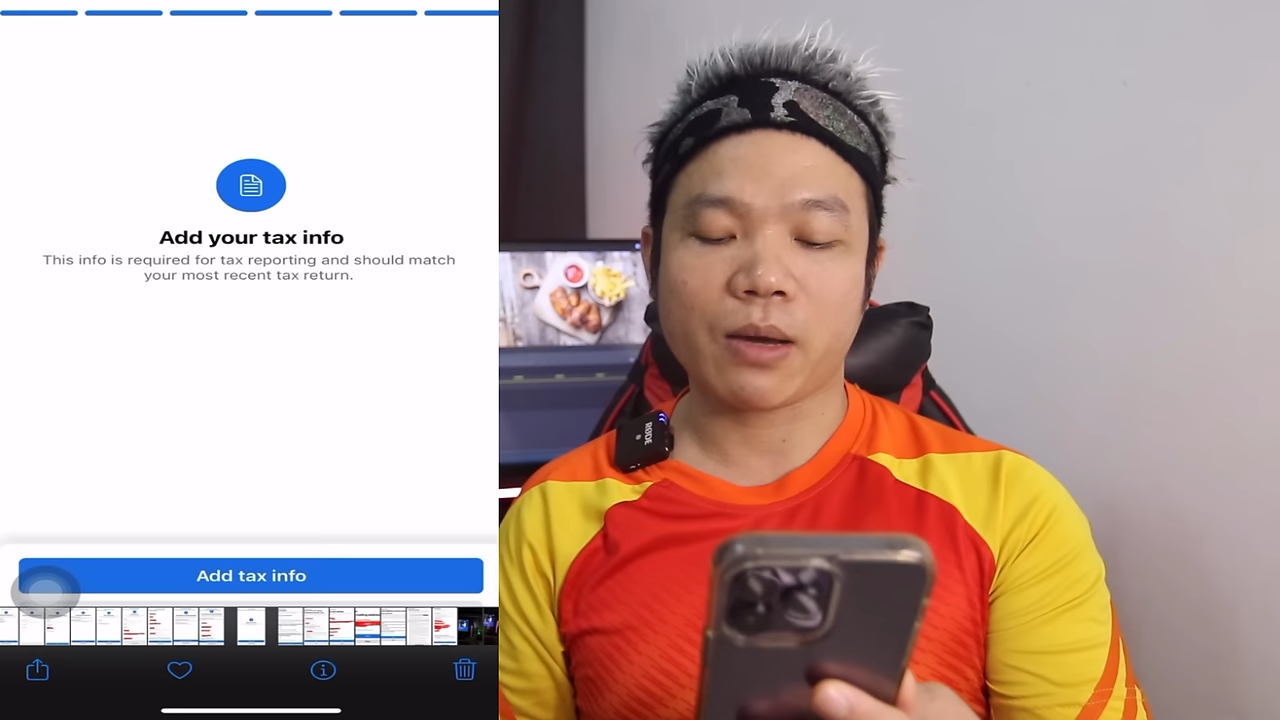 Add your tax info
This info is required for tax reporting and should match
your most recent tax return.
Add tax info
RØDE